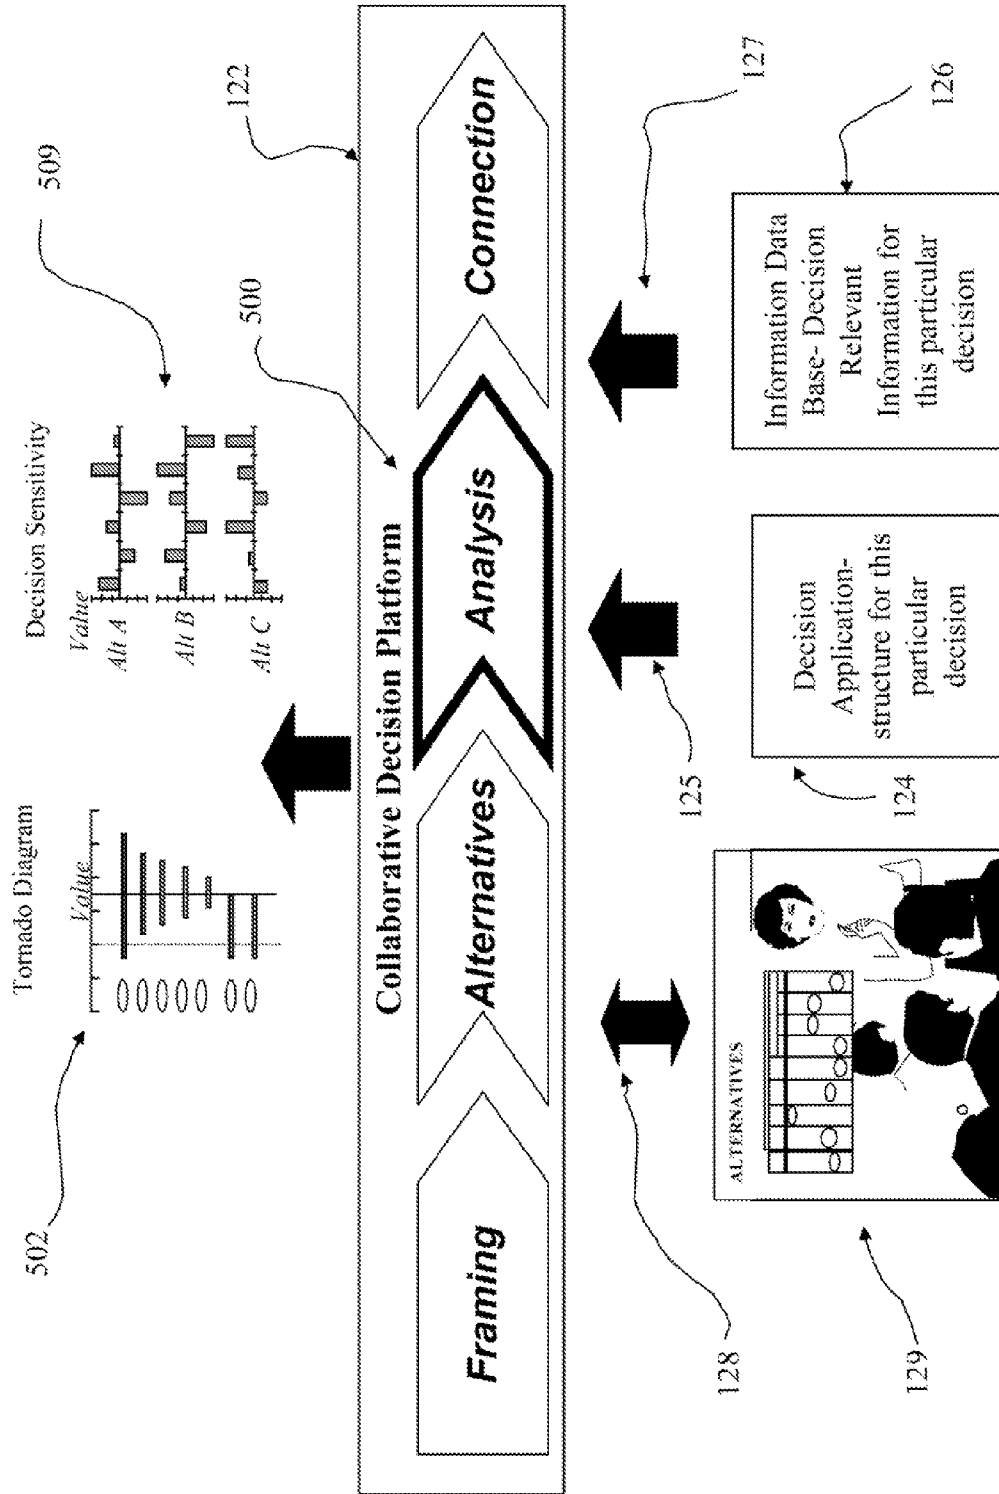 Tornado Diagram
Value
502
Decision Sensitivity
Value
Alt A
Alt B
Alt C
509
122
500
Collaborative Decision Platform
Framing
Alternatives
Analysis
Connection
128
125
127
ALTERNATIVES
129
124
Decision
Application-
structure for this
particular
decision
126
Information Data
Base- Decision
Relevant
Information for
this particular
decision